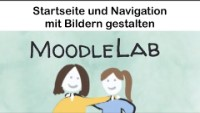 Startseite und Navigation
mit Bildern gestalten
MOODLELAB